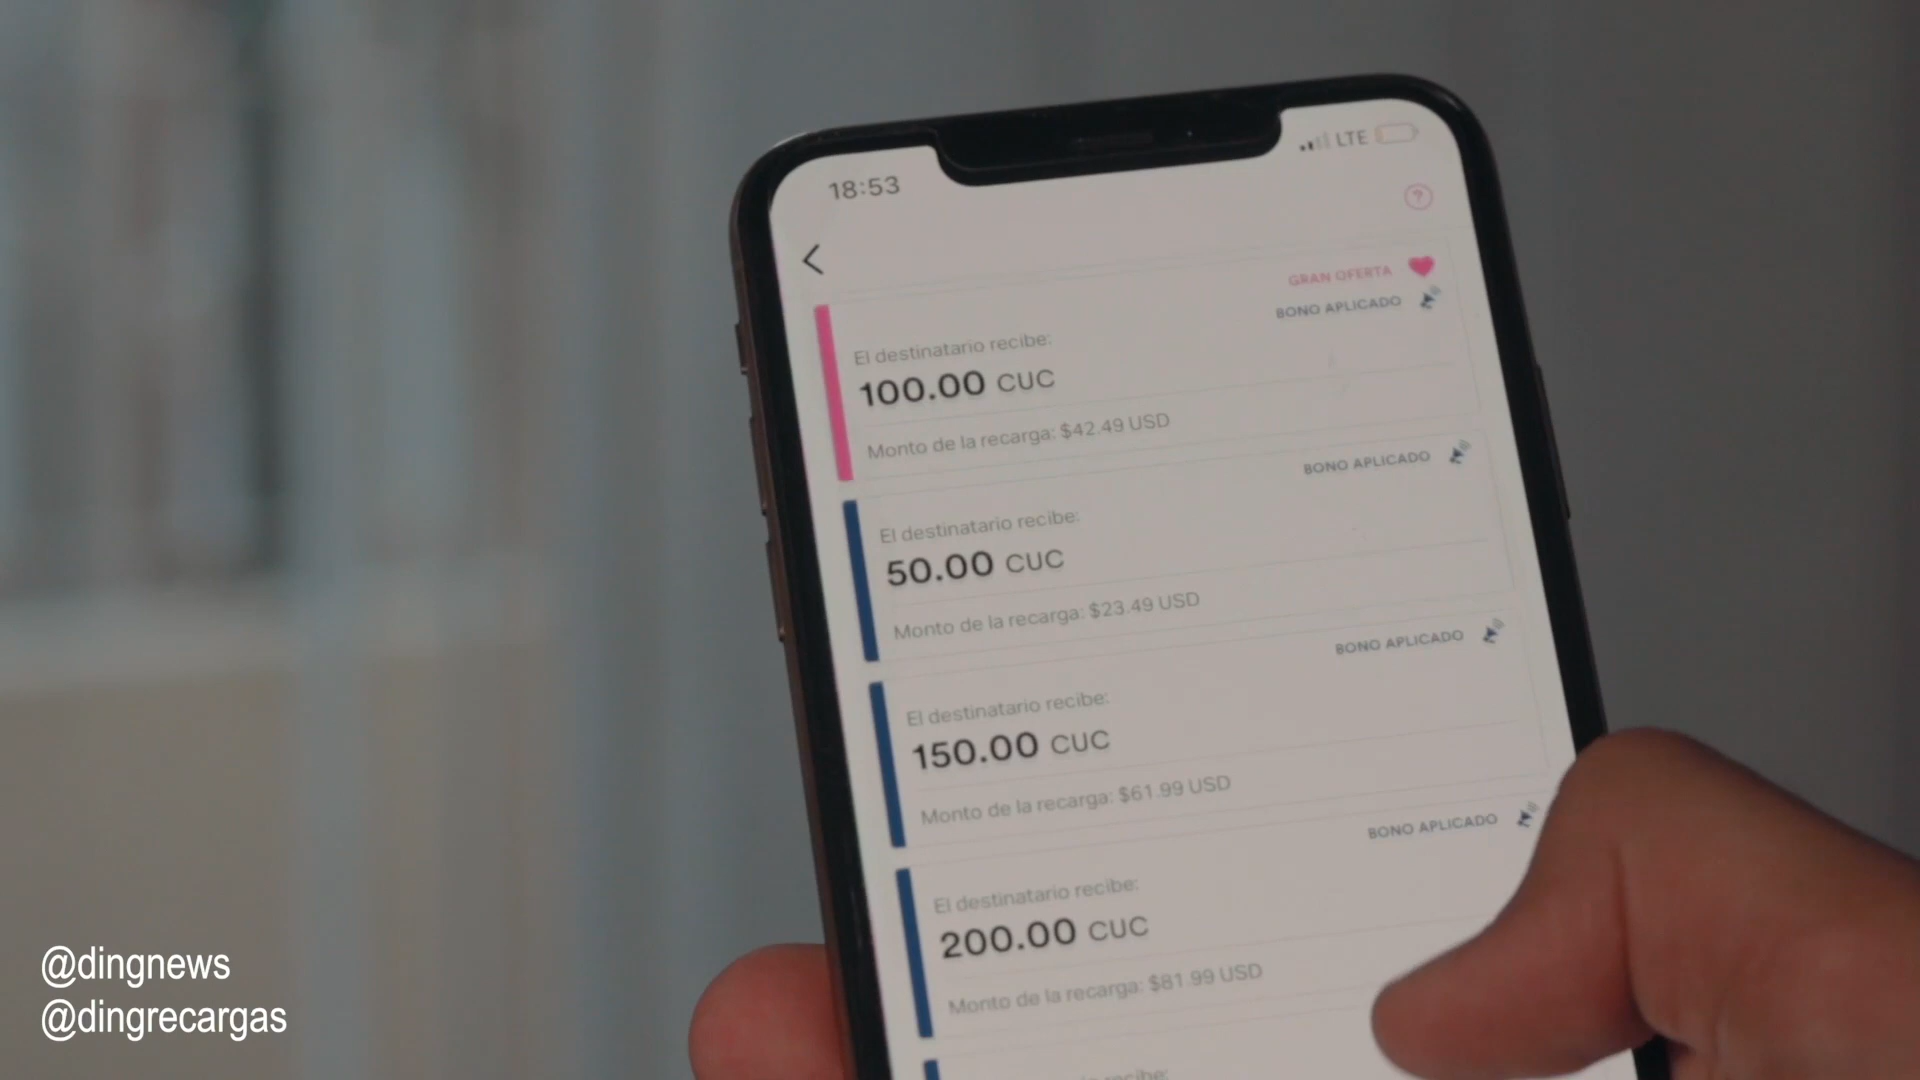 18:53
LTE
?
GRAN OFERTA
BONO APLICADO
El destinatario recibe:
100.00 CUC
Monto de la recarga: $42.49 USD
BONO APLICADO
El destinatario recibe:
50.00 CUC
Monto de la recarga: $23.49 USD
BONO APLICADO
El destinatario recibe:
150.00 CUC
Monto de la recarga: $61.99 USD
BONO APLICADO
El destinatario recibe:
200.00 CUC
Monto de la recarga: $81.99 USD
@dingnews
@dingrecargas